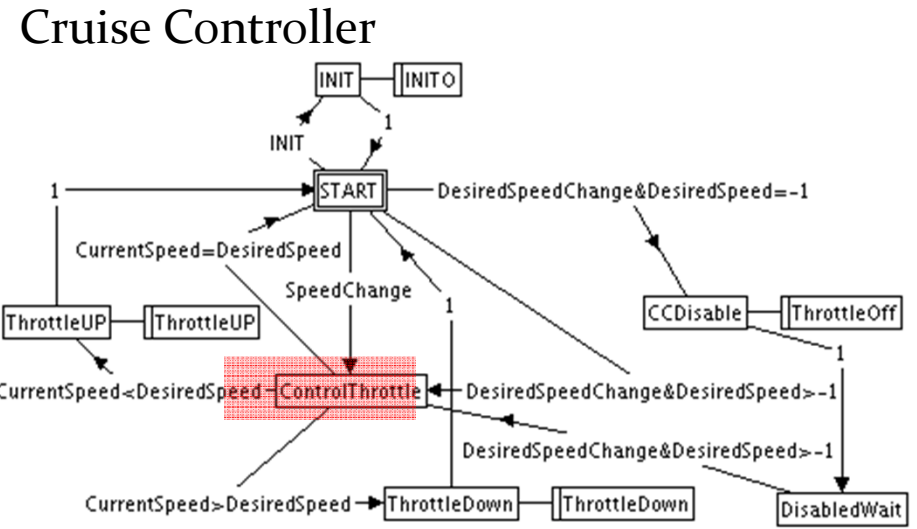 Cruise Controller
INIT
INITO
INIT
1
1
START
DesiredSpeedChange&DesiredSpeed=-1
CurrentSpeed=DesiredSpeed
SpeedChange
1
ThrottleUP
ThrottleUP
CCDisable
ThrottleOff
1
CurrentSpeed<DesiredSpeed
ControlThrottle
DesiredSpeedChange&DesiredSpeed>-1
DesiredSpeedChange&DesiredSpeed>-1
CurrentSpeed>DesiredSpeed
ThrottleDown
ThrottleDown
DisabledWait